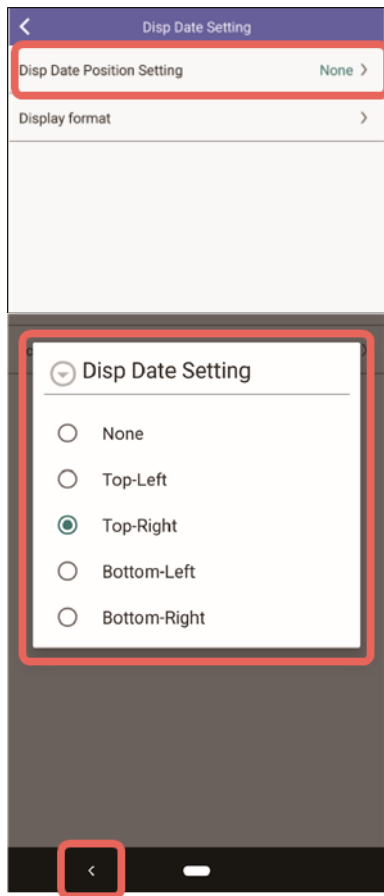 Disp Date Setting
Disp Date Position Setting None
Display format
Disp Date Setting
None
Top-Left
Top-Right
Bottom-Left
Bottom-Right